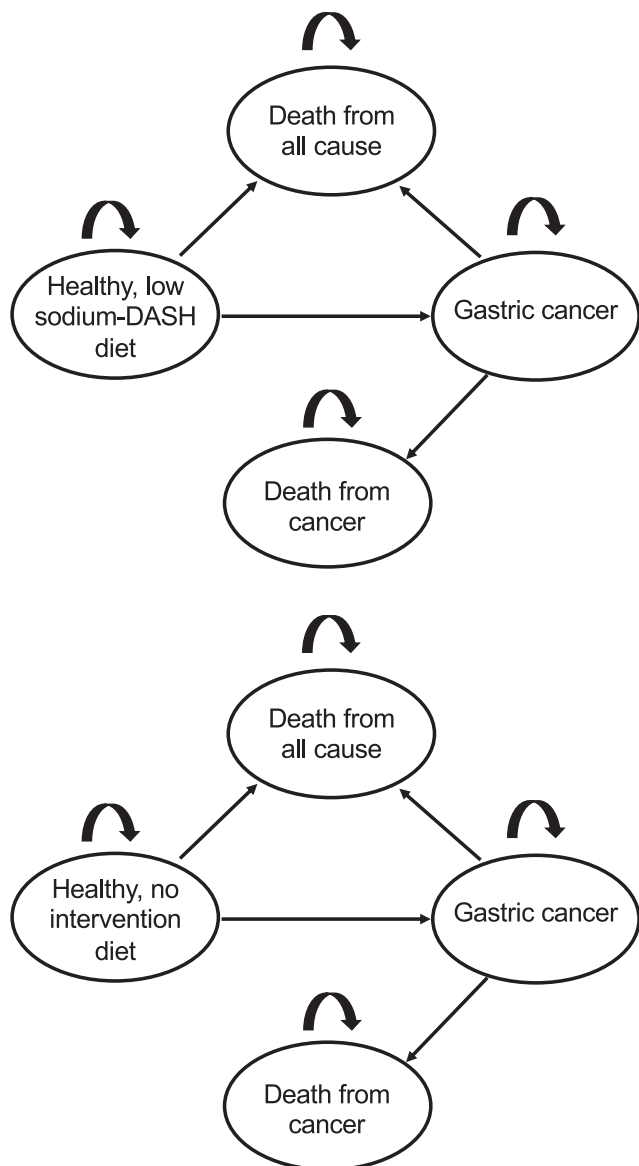 Death from
all cause
Healthy, low
sodium-DASH
diet
Gastric cancer
Death from
cancer
Death from
all cause
Healthy, no
intervention
diet
Gastric cancer
Death from
cancer